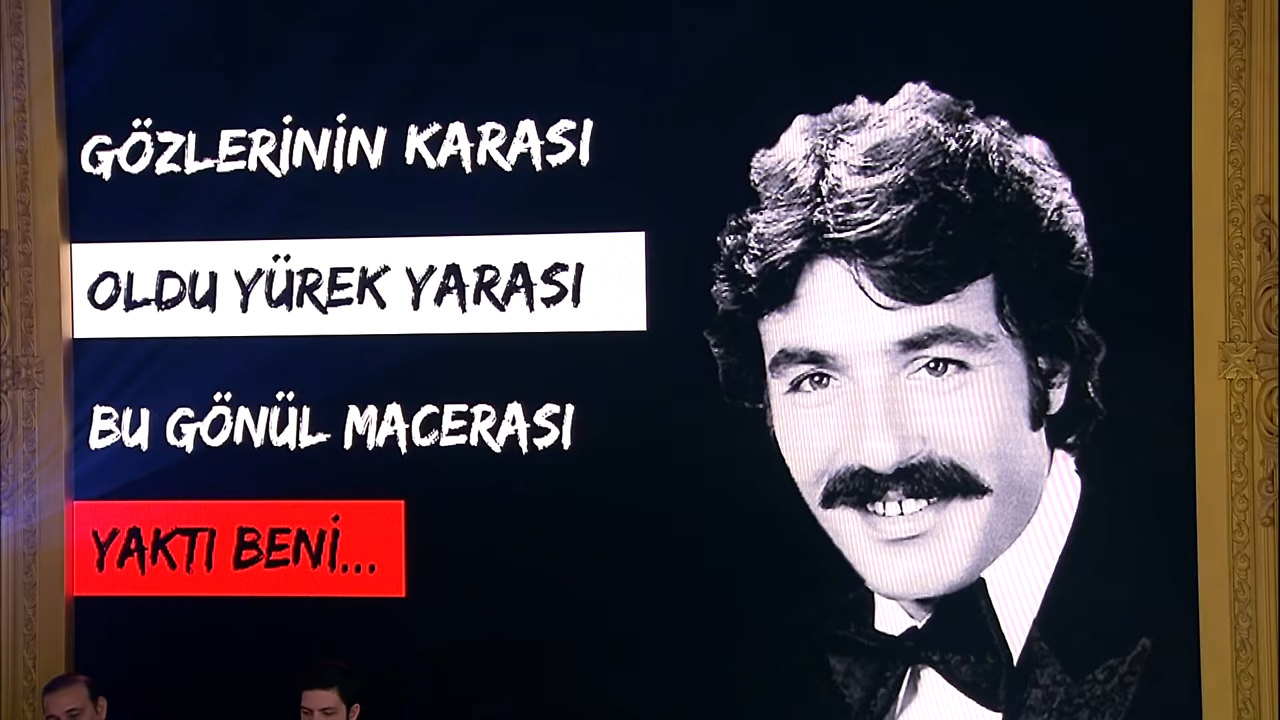 GÖZLERİNİN KARASI
OLDU YÜREK YARASI
BU GÖNÜL MACERASI
YAKTI BENİ...